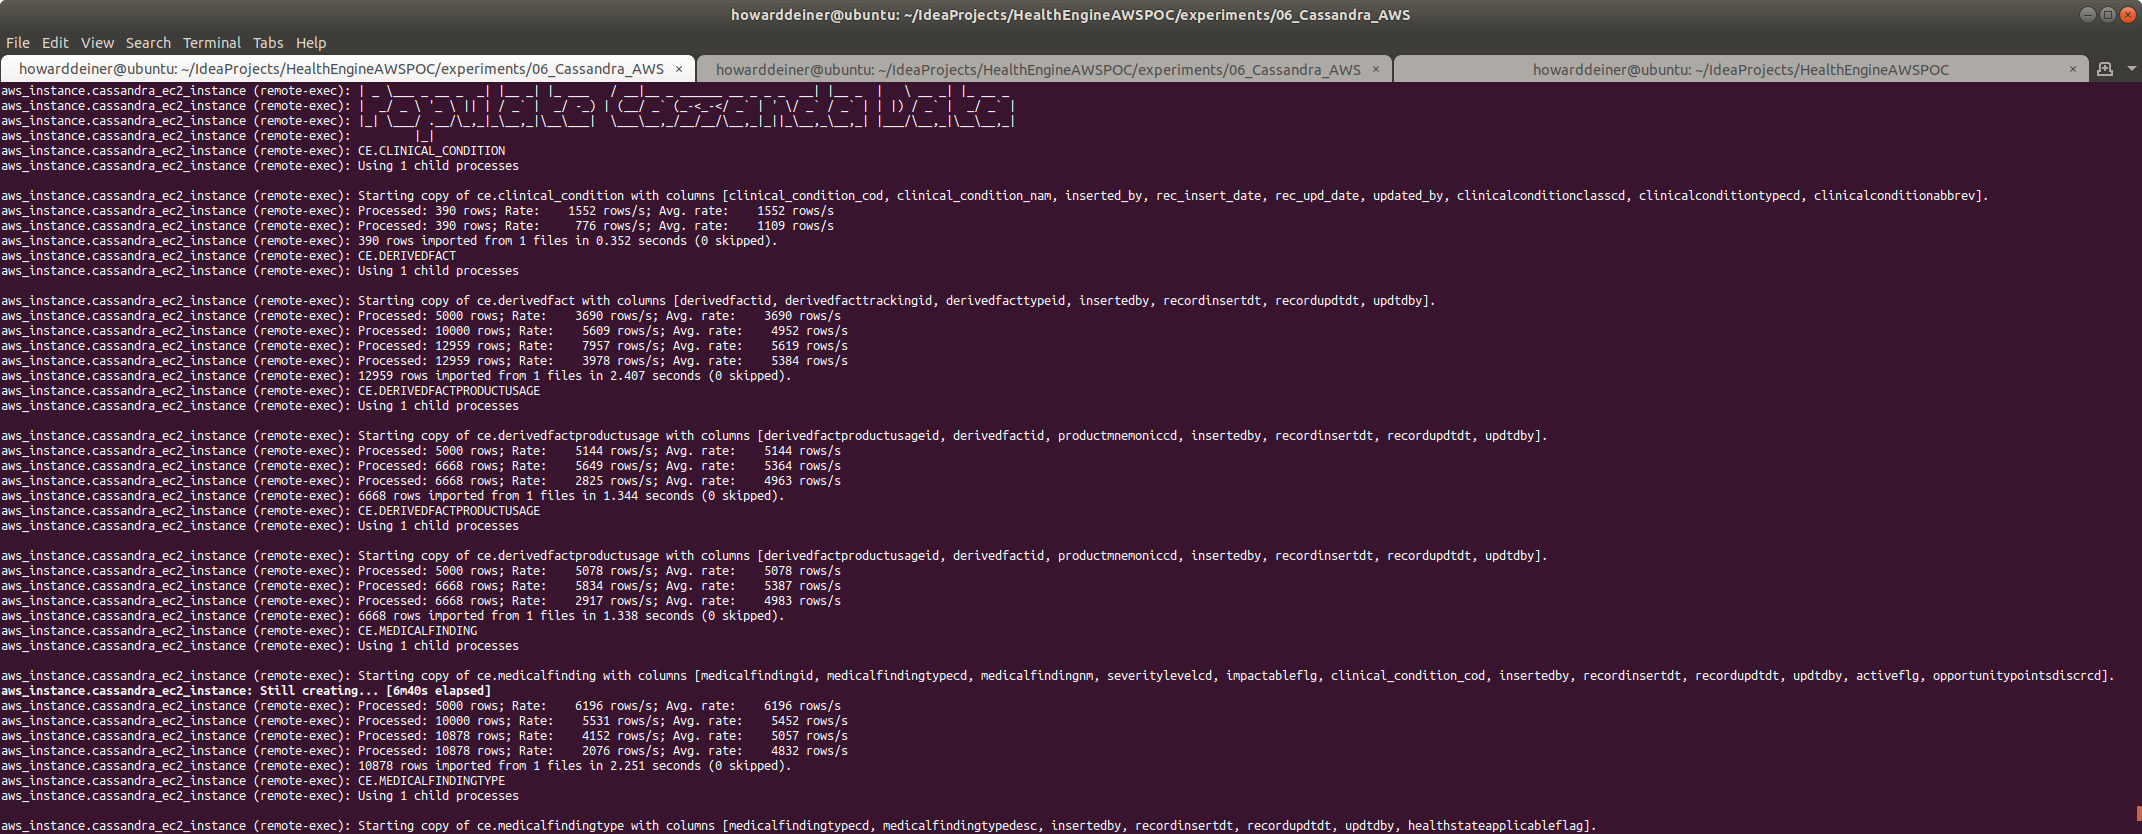 howarddeiner@ubuntu: ~/IdeaProjects/HealthEngineAWSPOC/experiments/06_Cassandra_AWS
File Edit View Search Terminal Tabs Help
howarddeiner@ubuntu: ~/IdeaProjects/HealthEngineAWSPOC/experiments/06_Cassandra_AWS × howarddeiner@ubuntu: ~/IdeaProjects/HealthEngineAWSPOC/experiments/06_Cassandra_AWS × howarddeiner@ubuntu: ~/IdeaProjects/HealthEngineAWSPOC ×
aws_instance.cassandra_ec2_instance (remote-exec): | _ \___ _ __ _  _| |__ _| |_ ___   / __|__ _ ______ __ _ _ _  __| |__ _  |   \ __ _| |_ __ _
aws_instance.cassandra_ec2_instance (remote-exec): |  _/ _ \ '_ \ || | / _` |  _/ -_) | (__/ _` (_-<_-</ _` | ' \/ _` / _` | | |) / _` |  _/ _` |
aws_instance.cassandra_ec2_instance (remote-exec): |_| \___/ .__/\_,_|_\__,_|\__\___|  \___\__,_/__/__/\__,_|_||_\__,_\__,_| |___/\__,_|\__\__,_|
aws_instance.cassandra_ec2_instance (remote-exec):         |_|
aws_instance.cassandra_ec2_instance (remote-exec): CE.CLINICAL_CONDITION
aws_instance.cassandra_ec2_instance (remote-exec): Using 1 child processes
aws_instance.cassandra_ec2_instance (remote-exec): Starting copy of ce.clinical_condition with columns [clinical_condition_cod, clinical_condition_nam, inserted_by, rec_insert_date, rec_upd_date, updated_by, clinicalconditionclasscd, clinicalconditiontypecd, clinicalconditionabbrev].
aws_instance.cassandra_ec2_instance (remote-exec): Processed: 390 rows; Rate:    1552 rows/s; Avg. rate:    1552 rows/s
aws_instance.cassandra_ec2_instance (remote-exec): Processed: 390 rows; Rate:     776 rows/s; Avg. rate:    1109 rows/s
aws_instance.cassandra_ec2_instance (remote-exec): 390 rows imported from 1 files in 0.352 seconds (0 skipped).
aws_instance.cassandra_ec2_instance (remote-exec): CE.DERIVEDFACT
aws_instance.cassandra_ec2_instance (remote-exec): Using 1 child processes
aws_instance.cassandra_ec2_instance (remote-exec): Starting copy of ce.derivedfact with columns [derivedfactid, derivedfacttrackingid, derivedfacttypeid, insertedby, recordinsertdt, recordupdtdt, updtdby].
aws_instance.cassandra_ec2_instance (remote-exec): Processed: 5000 rows; Rate:    3690 rows/s; Avg. rate:    3690 rows/s
aws_instance.cassandra_ec2_instance (remote-exec): Processed: 10000 rows; Rate:    5609 rows/s; Avg. rate:    4952 rows/s
aws_instance.cassandra_ec2_instance (remote-exec): Processed: 12959 rows; Rate:    7957 rows/s; Avg. rate:    5619 rows/s
aws_instance.cassandra_ec2_instance (remote-exec): Processed: 12959 rows; Rate:    3978 rows/s; Avg. rate:    5384 rows/s
aws_instance.cassandra_ec2_instance (remote-exec): 12959 rows imported from 1 files in 2.407 seconds (0 skipped).
aws_instance.cassandra_ec2_instance (remote-exec): CE.DERIVEDFACTPRODUCTUSAGE
aws_instance.cassandra_ec2_instance (remote-exec): Using 1 child processes
aws_instance.cassandra_ec2_instance (remote-exec): Starting copy of ce.derivedfactproductusage with columns [derivedfactproductusageid, derivedfactid, productmnemoniccd, insertedby, recordinsertdt, recordupdtdt, updtdby].
aws_instance.cassandra_ec2_instance (remote-exec): Processed: 5000 rows; Rate:    5144 rows/s; Avg. rate:    5144 rows/s
aws_instance.cassandra_ec2_instance (remote-exec): Processed: 6668 rows; Rate:    5649 rows/s; Avg. rate:    5364 rows/s
aws_instance.cassandra_ec2_instance (remote-exec): Processed: 6668 rows; Rate:    2825 rows/s; Avg. rate:    4963 rows/s
aws_instance.cassandra_ec2_instance (remote-exec): 6668 rows imported from 1 files in 1.344 seconds (0 skipped).
aws_instance.cassandra_ec2_instance (remote-exec): CE.DERIVEDFACTPRODUCTUSAGE
aws_instance.cassandra_ec2_instance (remote-exec): Using 1 child processes
aws_instance.cassandra_ec2_instance (remote-exec): Starting copy of ce.derivedfactproductusage with columns [derivedfactproductusageid, derivedfactid, productmnemoniccd, insertedby, recordinsertdt, recordupdtdt, updtdby].
aws_instance.cassandra_ec2_instance (remote-exec): Processed: 5000 rows; Rate:    5078 rows/s; Avg. rate:    5078 rows/s
aws_instance.cassandra_ec2_instance (remote-exec): Processed: 6668 rows; Rate:    5834 rows/s; Avg. rate:    5387 rows/s
aws_instance.cassandra_ec2_instance (remote-exec): Processed: 6668 rows; Rate:    2917 rows/s; Avg. rate:    4983 rows/s
aws_instance.cassandra_ec2_instance (remote-exec): 6668 rows imported from 1 files in 1.338 seconds (0 skipped).
aws_instance.cassandra_ec2_instance (remote-exec): CE.MEDICALFINDING
aws_instance.cassandra_ec2_instance (remote-exec): Using 1 child processes
aws_instance.cassandra_ec2_instance (remote-exec): Starting copy of ce.medicalfinding with columns [medicalfindingid, medicalfindingtypecd, medicalfindingnm, severitylevelcd, impactableflg, clinical_condition_cod, insertedby, recordinsertdt, recordupdtdt, updtdby, activeflg, opportunitypointsdiscrcd].
aws_instance.cassandra_ec2_instance: Still creating... [6m40s elapsed]
aws_instance.cassandra_ec2_instance (remote-exec): Processed: 5000 rows; Rate:    6196 rows/s; Avg. rate:    6196 rows/s
aws_instance.cassandra_ec2_instance (remote-exec): Processed: 10000 rows; Rate:    5531 rows/s; Avg. rate:    5452 rows/s
aws_instance.cassandra_ec2_instance (remote-exec): Processed: 10878 rows; Rate:    4152 rows/s; Avg. rate:    5057 rows/s
aws_instance.cassandra_ec2_instance (remote-exec): Processed: 10878 rows; Rate:    2076 rows/s; Avg. rate:    4832 rows/s
aws_instance.cassandra_ec2_instance (remote-exec): 10878 rows imported from 1 files in 2.251 seconds (0 skipped).
aws_instance.cassandra_ec2_instance (remote-exec): CE.MEDICALFINDINGTYPE
aws_instance.cassandra_ec2_instance (remote-exec): Using 1 child processes
aws_instance.cassandra_ec2_instance (remote-exec): Starting copy of ce.medicalfindingtype with columns [medicalfindingtypecd, medicalfindingtypedesc, insertedby, recordinsertdt, recordupdtdt, updtdby, healthstateapplicableflag].